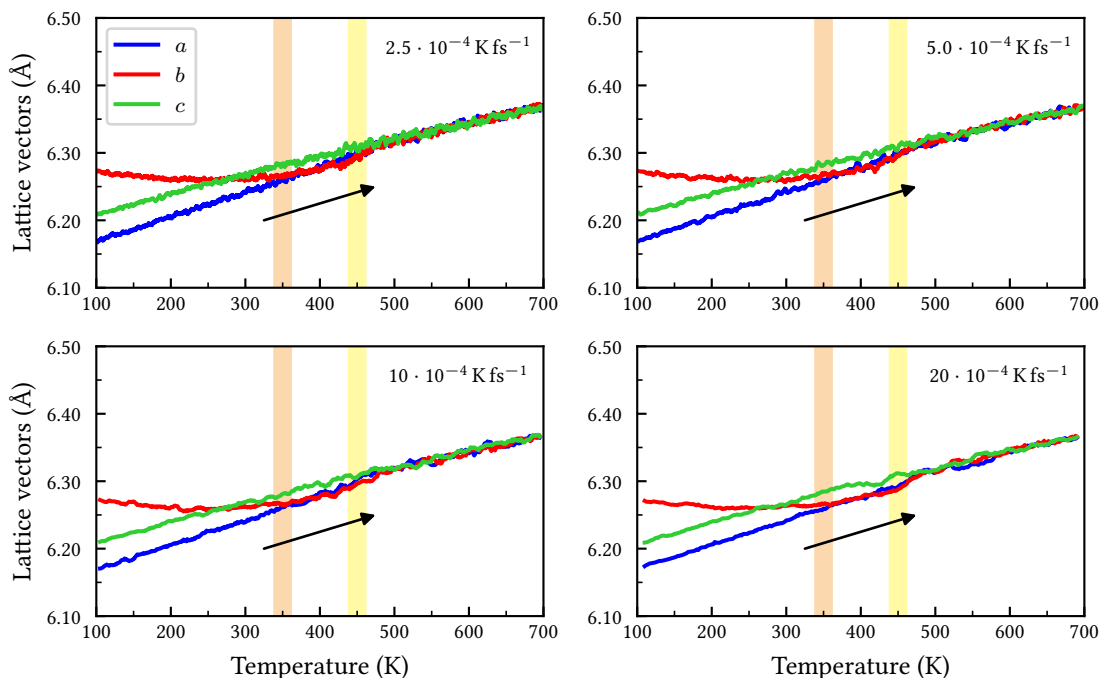 6.50
6.40
6.30
6.20
6.10
Lattice vectors (Å)
a
b
c
2.5 · 10⁻⁴ K fs⁻¹
100 200 300 400 500 600 700
6.50
6.40
6.30
6.20
6.10
5.0 · 10⁻⁴ K fs⁻¹
100 200 300 400 500 600 700
6.50
6.40
6.30
6.20
6.10
Lattice vectors (Å)
10 · 10⁻⁴ K fs⁻¹
100 200 300 400 500 600 700
Temperature (K)
6.50
6.40
6.30
6.20
6.10
20 · 10⁻⁴ K fs⁻¹
100 200 300 400 500 600 700
Temperature (K)